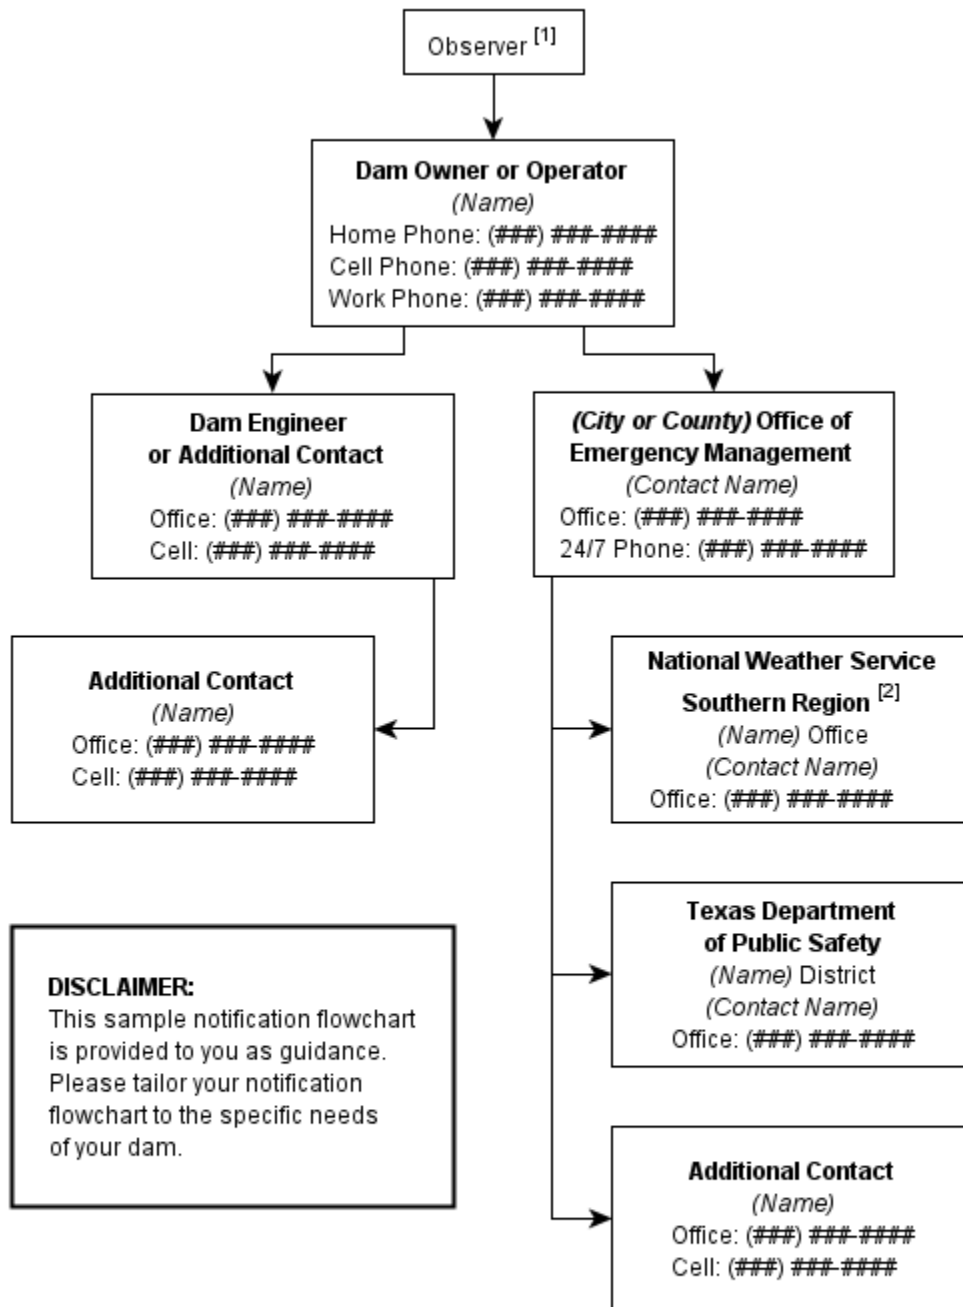 Observer [1]
Dam Owner or Operator
(Name)
Home Phone: (###) ###-####
Cell Phone: (###) ###-####
Work Phone: (###) ###-####
Dam Engineer
or Additional Contact
(Name)
Office: (###) ###-####
Cell: (###) ###-####
(City or County) Office of
Emergency Management
(Contact Name)
Office: (###) ###-####
24/7 Phone: (###) ###-####
Additional Contact
(Name)
Office: (###) ###-####
Cell: (###) ###-####
National Weather Service
Southern Region [2]
(Name) Office
(Contact Name)
Office: (###) ###-####
Texas Department
of Public Safety
(Name) District
(Contact Name)
Office: (###) ###-####
DISCLAIMER:
This sample notification flowchart
is provided to you as guidance.
Please tailor your notification
flowchart to the specific needs
of your dam.
Additional Contact
(Name)
Office: (###) ###-####
Cell: (###) ###-####